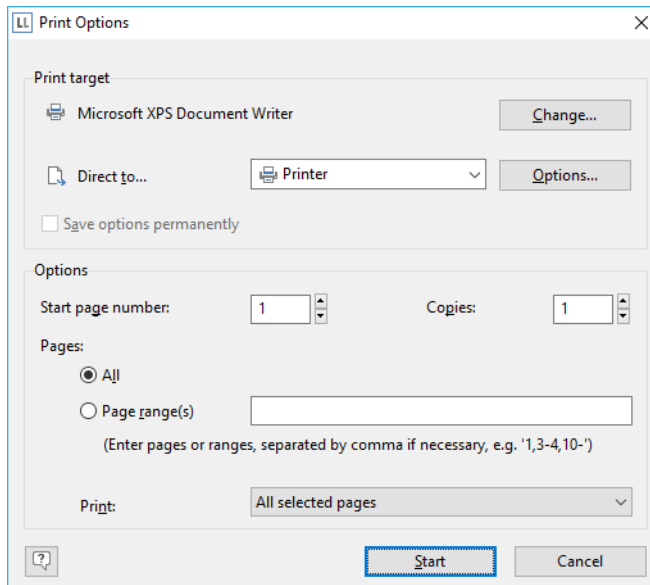 LL Print Options
Print target
Microsoft XPS Document Writer Change...
Direct to... Printer Options...
Save options permanently
Options
Start page number: 1 Copies: 1
Pages:
All
Page range(s)
(Enter pages or ranges, separated by comma if necessary, e.g. '1,3-4,10-')
Print: All selected pages
? Start Cancel